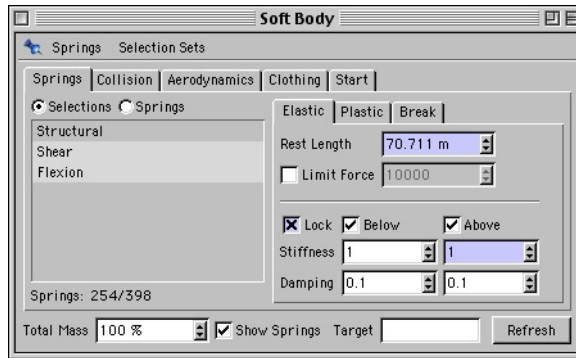 Soft Body
Springs Selection Sets
Springs Collision Aerodynamics Clothing Start
Selections Springs
Structural
Shear
Flexion
Springs: 254/398
Elastic Plastic Break
Rest Length 70.711 m
Limit Force 10000
Lock Below Above
Stiffness 1 1
Damping 0.1 0.1
Total Mass 100 % Show Springs Target Refresh